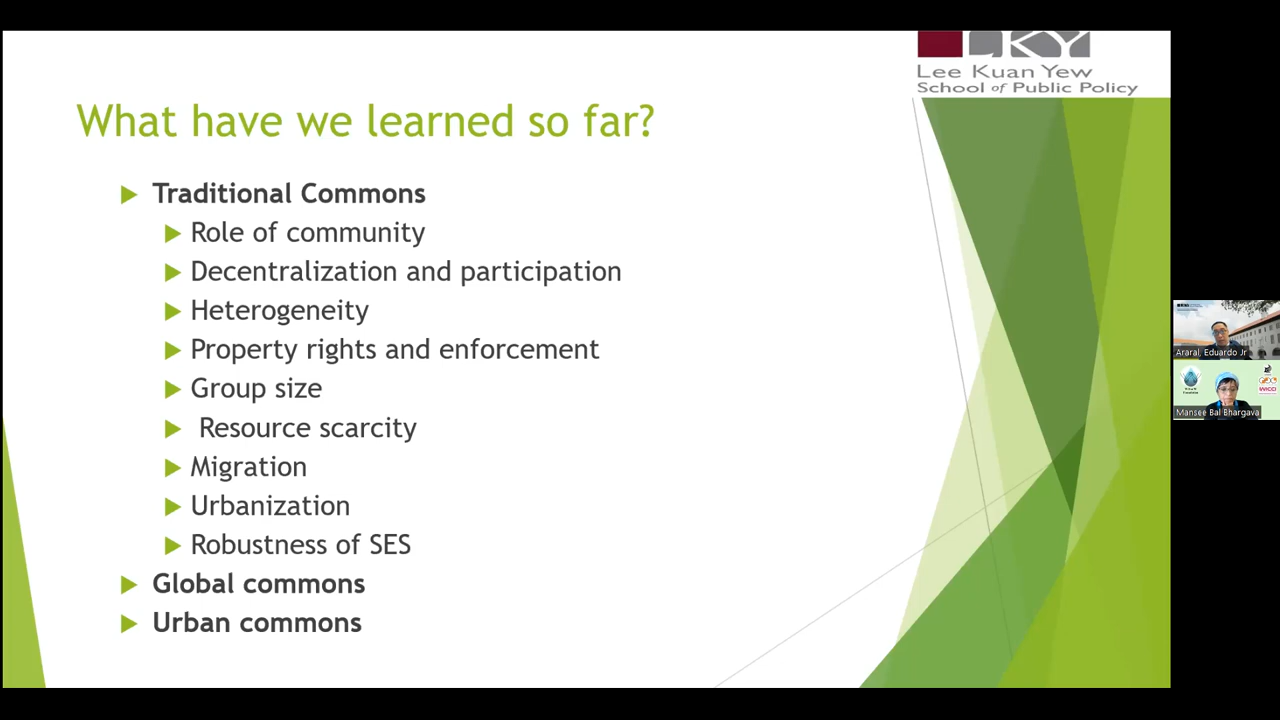 LKY
Lee Kuan Yew
School of Public Policy
What have we learned so far?
Traditional Commons
Role of community
Decentralization and participation
Heterogeneity
Property rights and enforcement
Group size
Resource scarcity
Migration
Urbanization
Robustness of SES
Global commons
Urban commons
Araral, Eduardo Jr
Mansee Bal Bhargava